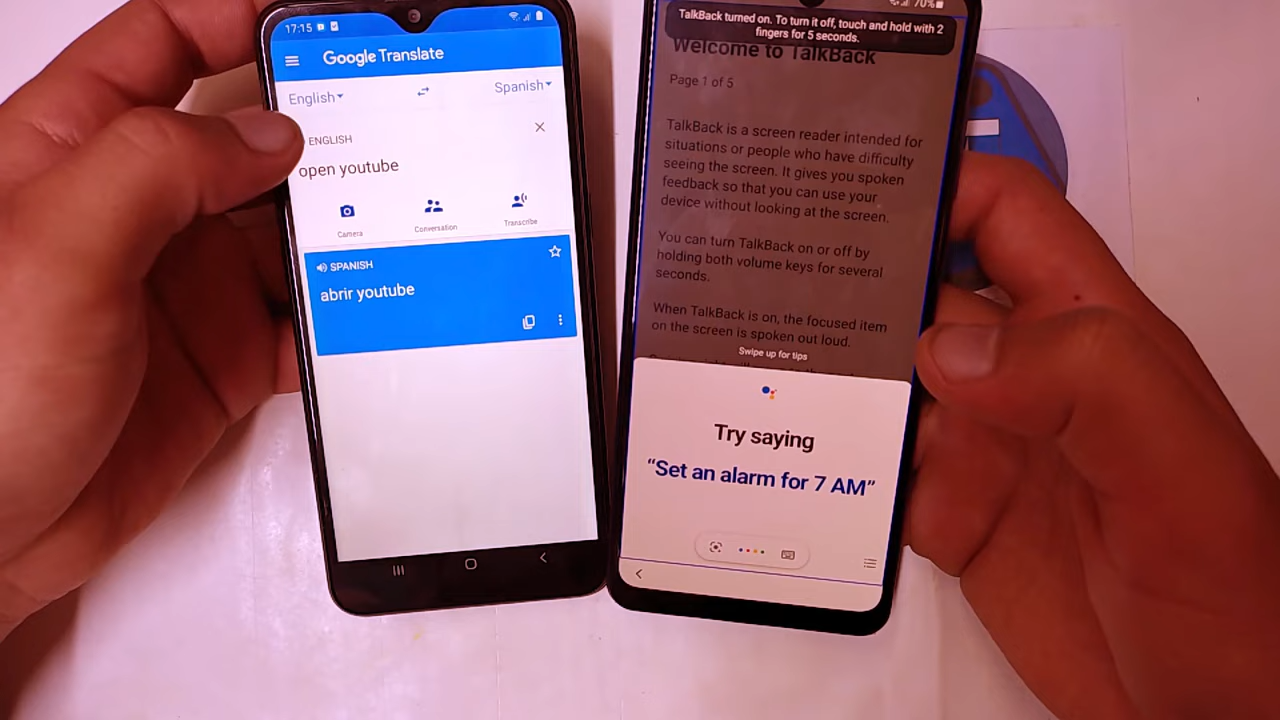 17:15
Google Translate
English
Spanish
ENGLISH
open youtube
Camera
Conversation
Transcribe
SPANISH
abrir youtube
70%
TalkBack turned on. To turn it off, touch and hold with 2
fingers for 5 seconds.
Welcome to TalkBack
Page 1 of 5
TalkBack is a screen reader intended for
situations or people who have difficulty
seeing the screen. It gives you spoken
feedback so that you can use your
device without looking at the screen.
You can turn TalkBack on or off by
holding both volume keys for several
seconds.
When TalkBack is on, the focused item
on the screen is spoken out loud.
Swipe up for tips
Try saying
“Set an alarm for 7 AM”